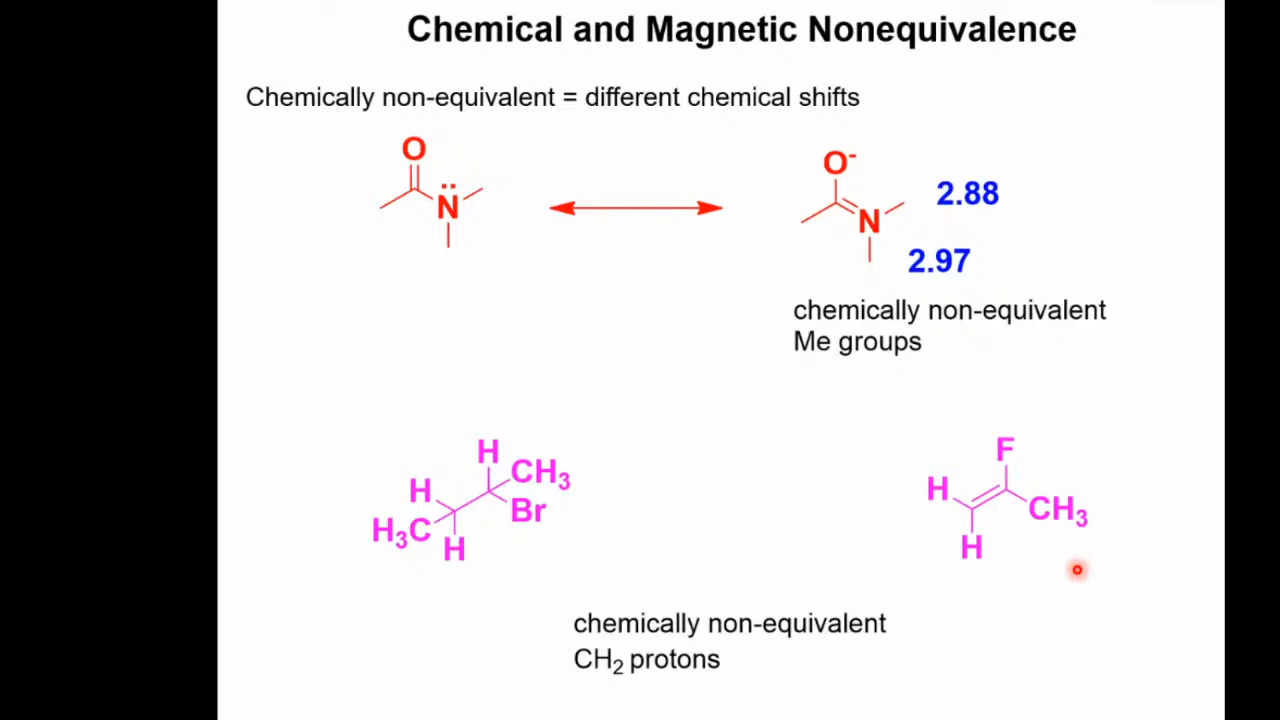 Chemical and Magnetic Nonequivalence
Chemically non-equivalent = different chemical shifts
O
N
O-
N
2.88
2.97
chemically non-equivalent
Me groups
H
CH3
H
Br
H3C
H
F
H
CH3
H
chemically non-equivalent
CH2 protons